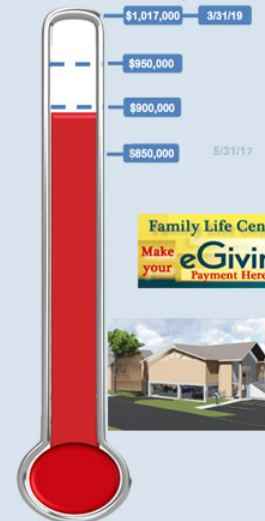 $1,017,000 3/31/19
$950,000
$900,000
$850,000 5/31/17
Family Life Cen
Make your eGivin
Payment Here